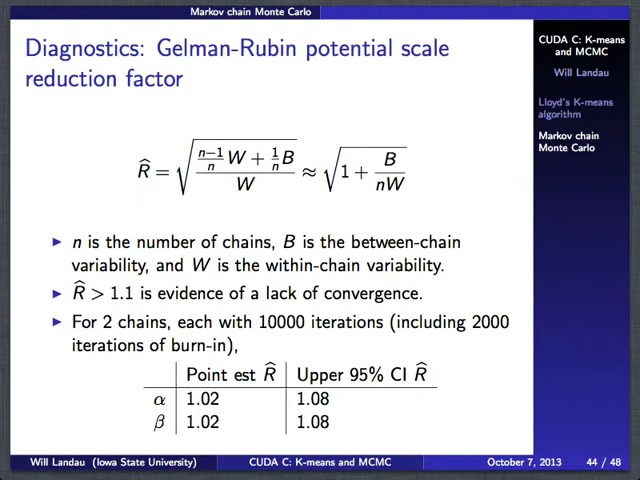 Markov chain Monte Carlo
Diagnostics: Gelman-Rubin potential scale
reduction factor
R̂ = √(((n−1)/n W + 1/n B) / W) ≈ √(1 + B/(nW))
▶ n is the number of chains, B is the between-chain
variability, and W is the within-chain variability.
▶ R̂ > 1.1 is evidence of a lack of convergence.
▶ For 2 chains, each with 10000 iterations (including 2000
iterations of burn-in),
Point est R̂ Upper 95% CI R̂
α 1.02 1.08
β 1.02 1.08
CUDA C: K-means
and MCMC
Will Landau
Lloyd's K-means
algorithm
Markov chain
Monte Carlo
Will Landau (Iowa State University) CUDA C: K-means and MCMC October 7, 2013 44 / 48